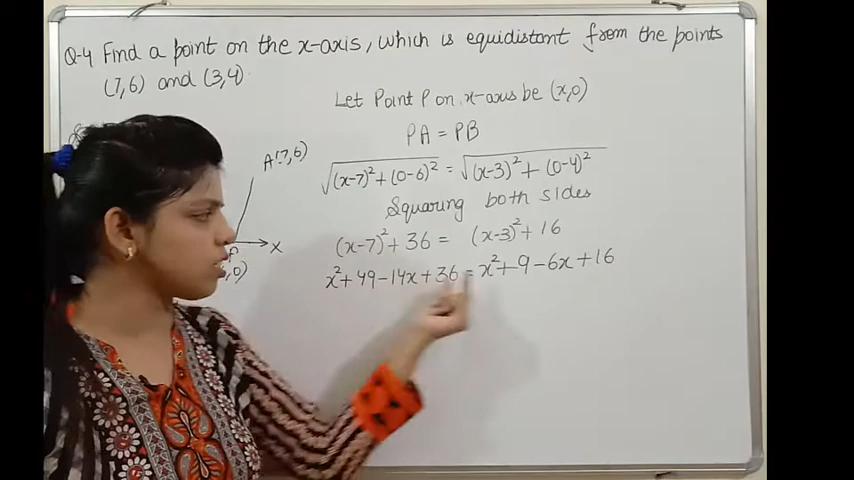 Q-4 Find a point on the x-axis, which is equidistant from the points
(7,6) and (3,4)
Let Point P on x-axis be (x,0)
PA = PB
A(7,6)
√(x-7)²+(0-6)² = √(x-3)²+(0-4)²
Squaring both sides
(x-7)²+36 = (x-3)²+16
X
P
,0)
x²+49-14x+36 = x²+9-6x+16